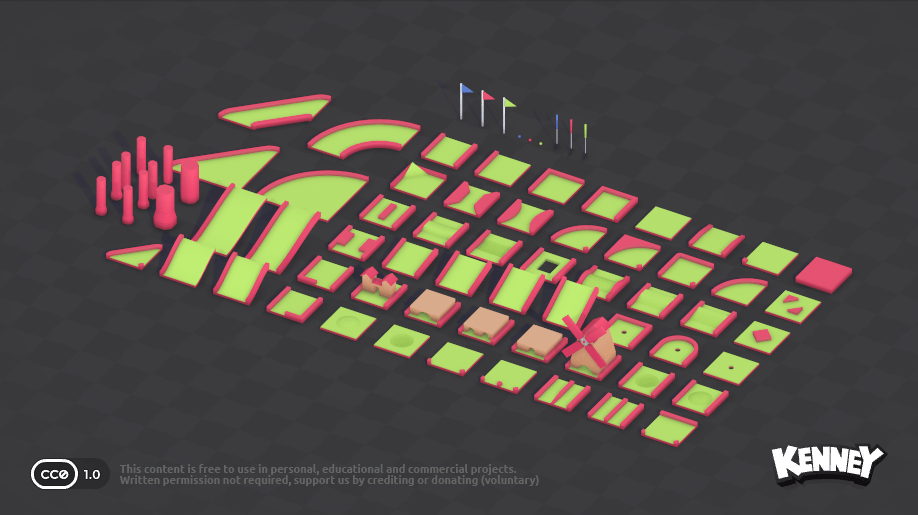 CC0 1.0
This content is free to use in personal, educational and commercial projects.
Written permission not required, support us by crediting or donating (voluntary)
KENNEY